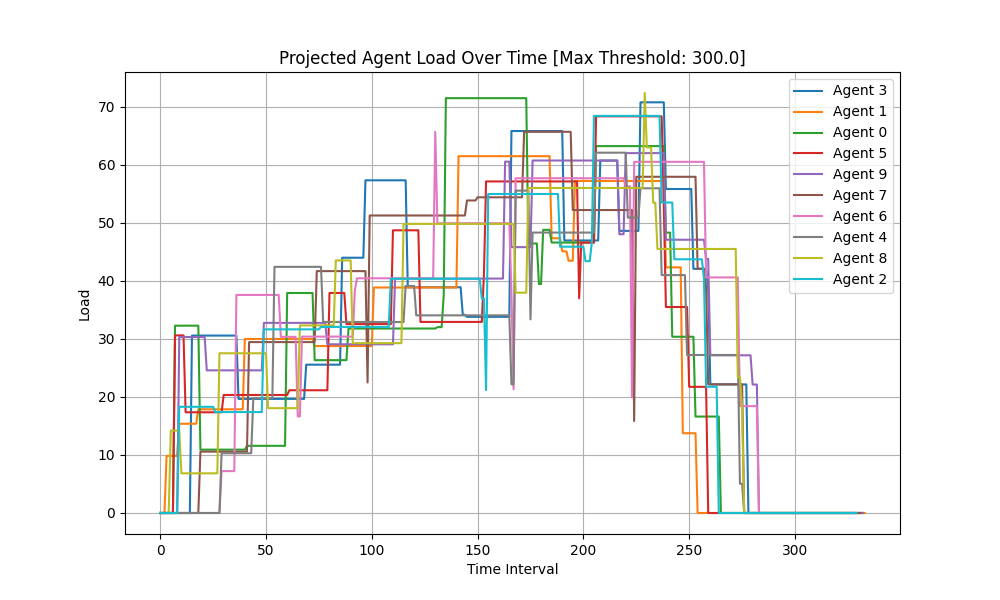 Projected Agent Load Over Time [Max Threshold: 300.0]
Load
70
60
50
40
30
20
10
0
0 50 100 150 200 250 300
Time Interval
Agent 3
Agent 1
Agent 0
Agent 5
Agent 9
Agent 7
Agent 6
Agent 4
Agent 8
Agent 2